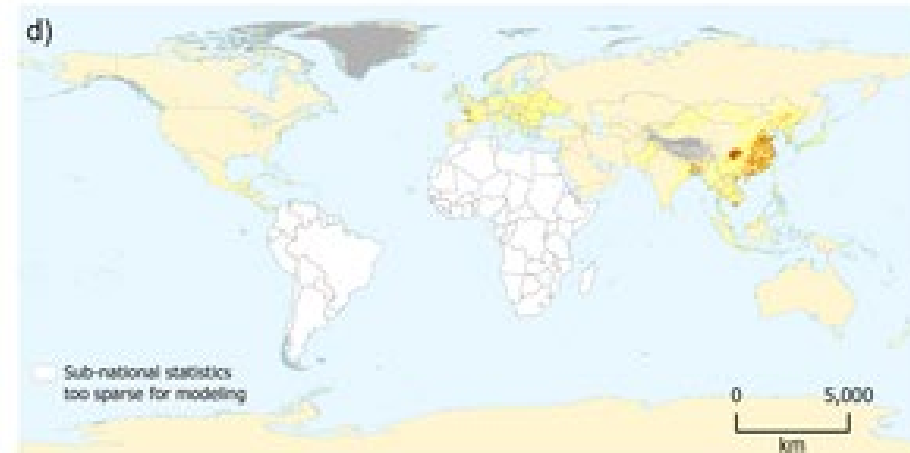 d)
Sub-national statistics
too sparse for modeling
0 5,000
km